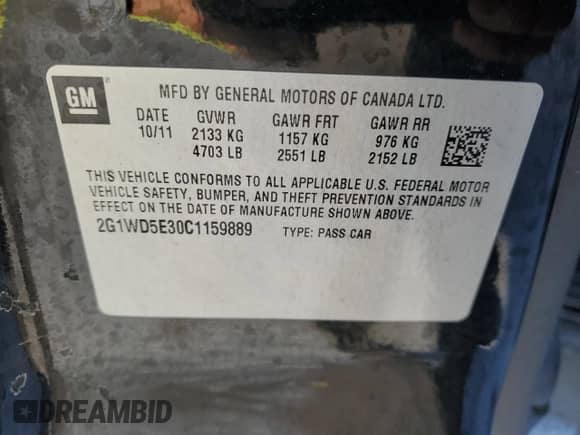 GM
®
MFD BY GENERAL MOTORS OF CANADA LTD.
DATE GVWR GAWR FRT GAWR RR
10/11 2133 KG 1157 KG 976 KG
4703 LB 2551 LB 2152 LB
THIS VEHICLE CONFORMS TO ALL APPLICABLE U.S. FEDERAL MOTOR
VEHICLE SAFETY, BUMPER, AND THEFT PREVENTION STANDARDS IN
EFFECT ON THE DATE OF MANUFACTURE SHOWN ABOVE.
2G1WD5E30C1159889 TYPE: PASS CAR
DREAMBID